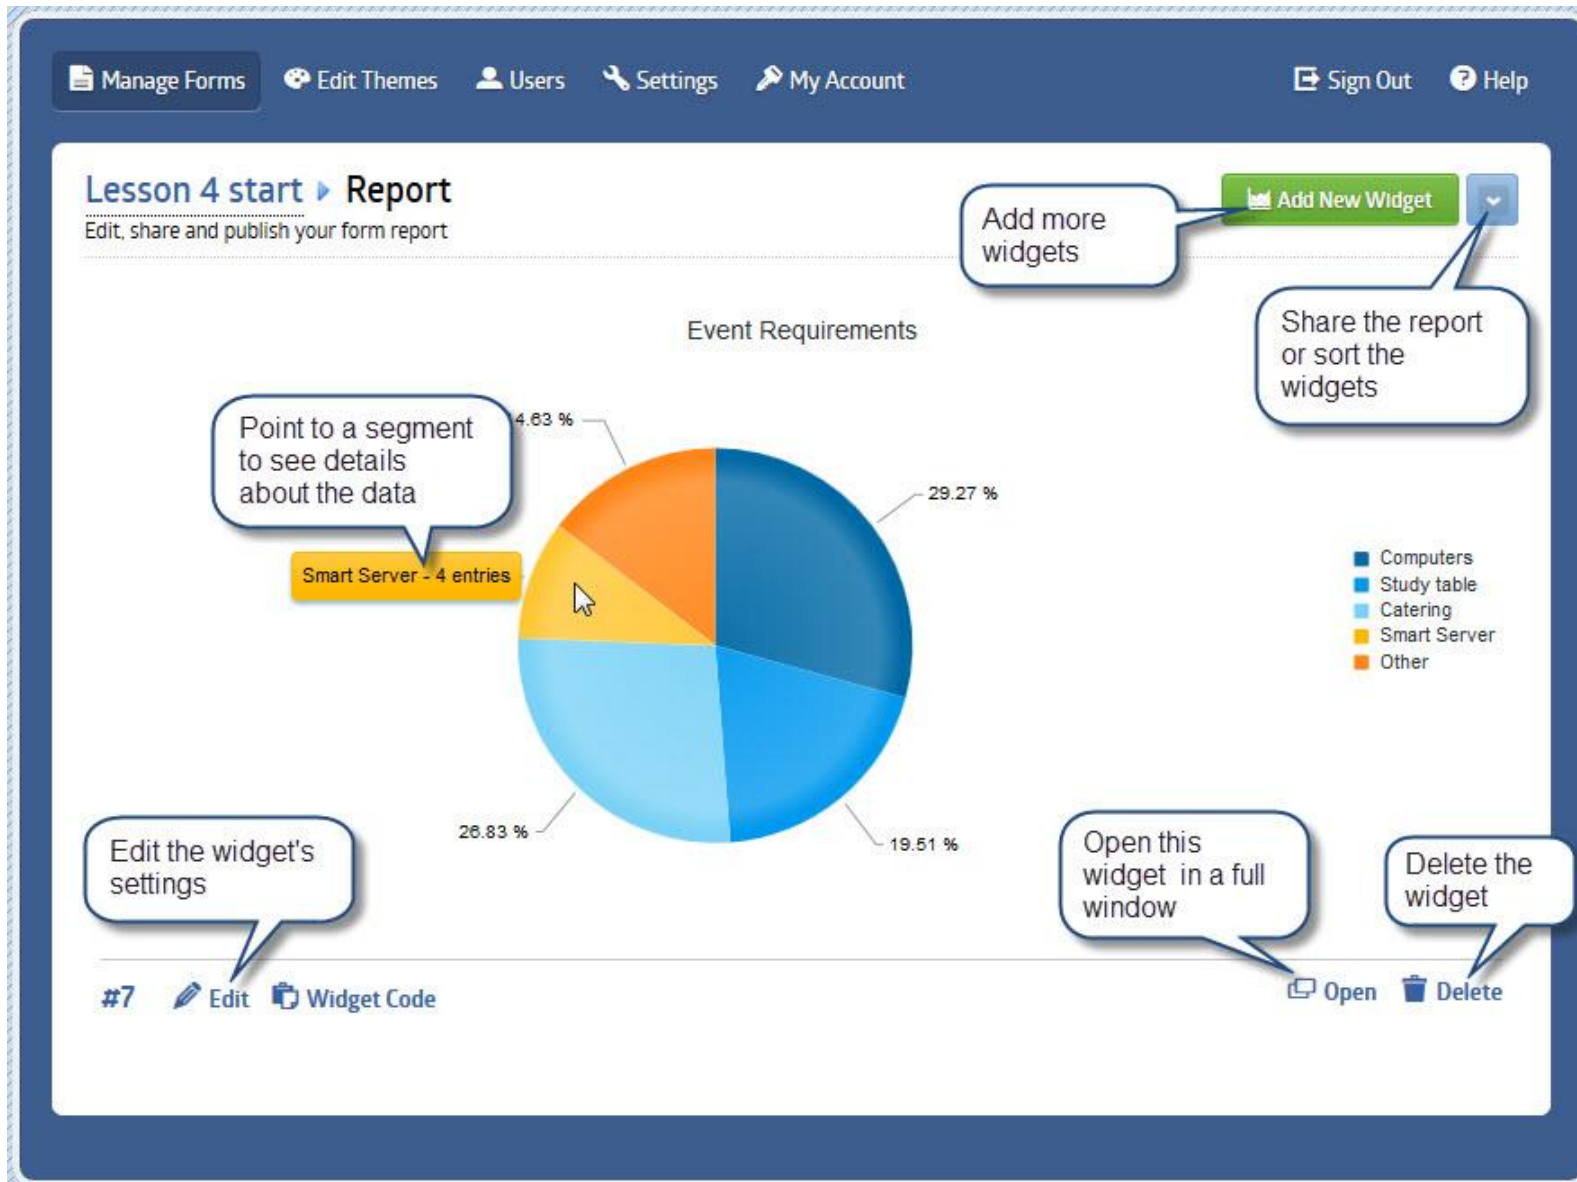 Manage Forms Edit Themes Users Settings My Account Sign Out Help
Lesson 4 start Report
Edit, share and publish your form report
Add New Widget
Add more
widgets
Share the report
or sort the
widgets
Event Requirements
Point to a segment
to see details
about the data
4.63 %
29.27 %
Smart Server - 4 entries
Computers
Study table
Catering
Smart Server
Other
26.83 %
19.51 %
Edit the widget's
settings
Open this
widget in a full
window
Delete the
widget
#7 Edit Widget Code Open Delete